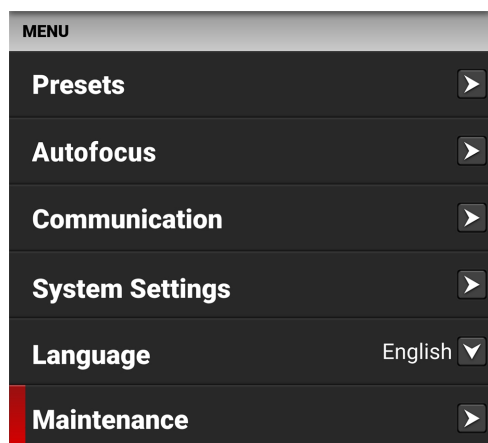 MENU
Presets
Autofocus
Communication
System Settings
Language English
Maintenance